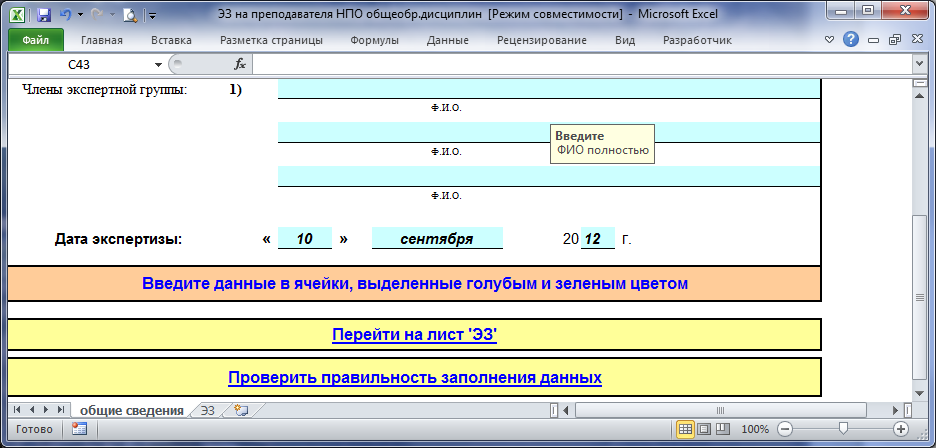 ЭЗ на преподавателя НПО общеобр.дисциплин [Режим совместимости] - Microsoft Excel
Файл Главная Вставка Разметка страницы Формулы Данные Рецензирование Вид Разработчик
C43 fx
Члены экспертной группы: 1)
Ф.И.О.
Введите
ФИО полностью
Ф.И.О.
Ф.И.О.
Дата экспертизы: « 10 » сентября 20 12 г.
Введите данные в ячейки, выделенные голубым и зеленым цветом
Перейти на лист 'ЭЗ'
Проверить правильность заполнения данных
общие сведения ЭЗ
Готово 100%